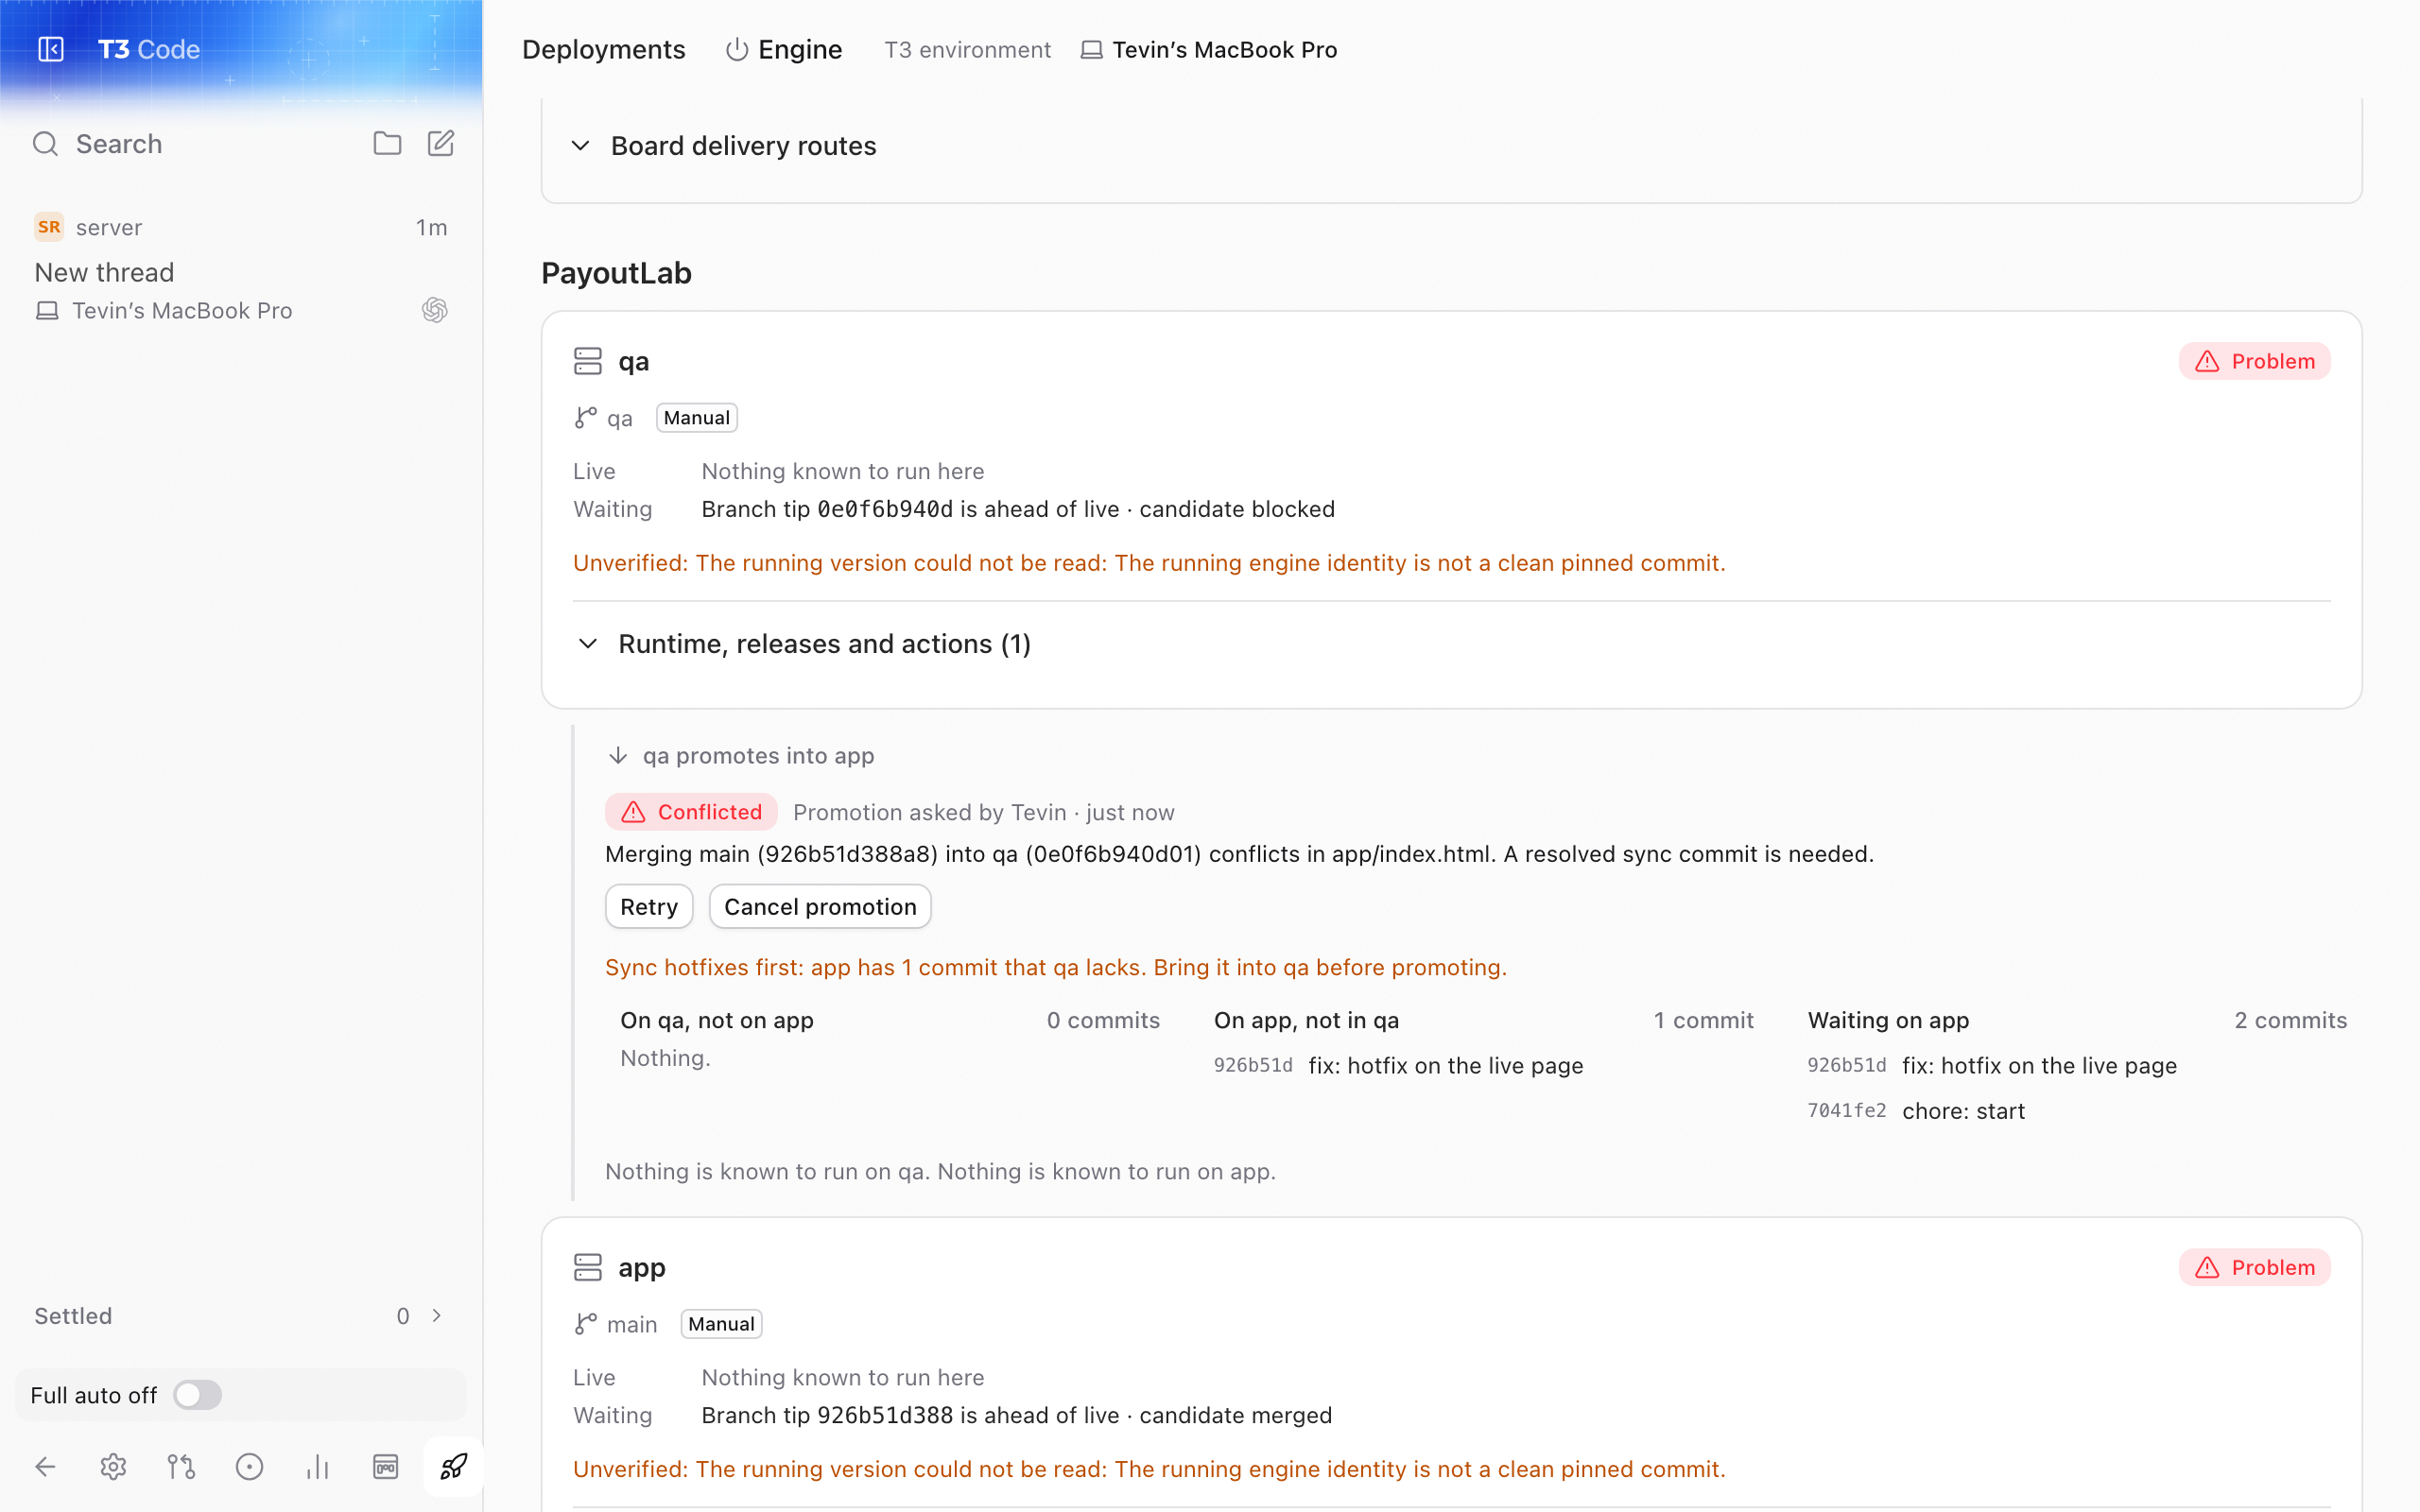 T3 Code
Search
SR server 1m
New thread
Tevin’s MacBook Pro
Settled 0
Full auto off
Deployments Engine T3 environment Tevin’s MacBook Pro
Board delivery routes
PayoutLab
qa Problem
qa Manual
Live Nothing known to run here
Waiting Branch tip 0e0f6b940d is ahead of live · candidate blocked
Unverified: The running version could not be read: The running engine identity is not a clean pinned commit.
Runtime, releases and actions (1)
qa promotes into app
Conflicted Promotion asked by Tevin · just now
Merging main (926b51d388a8) into qa (0e0f6b940d01) conflicts in app/index.html. A resolved sync commit is needed.
Retry Cancel promotion
Sync hotfixes first: app has 1 commit that qa lacks. Bring it into qa before promoting.
On qa, not on app 0 commits
Nothing.
On app, not in qa 1 commit
926b51d fix: hotfix on the live page
Waiting on app 2 commits
926b51d fix: hotfix on the live page
7041fe2 chore: start
Nothing is known to run on qa. Nothing is known to run on app.
app Problem
main Manual
Live Nothing known to run here
Waiting Branch tip 926b51d388 is ahead of live · candidate merged
Unverified: The running version could not be read: The running engine identity is not a clean pinned commit.